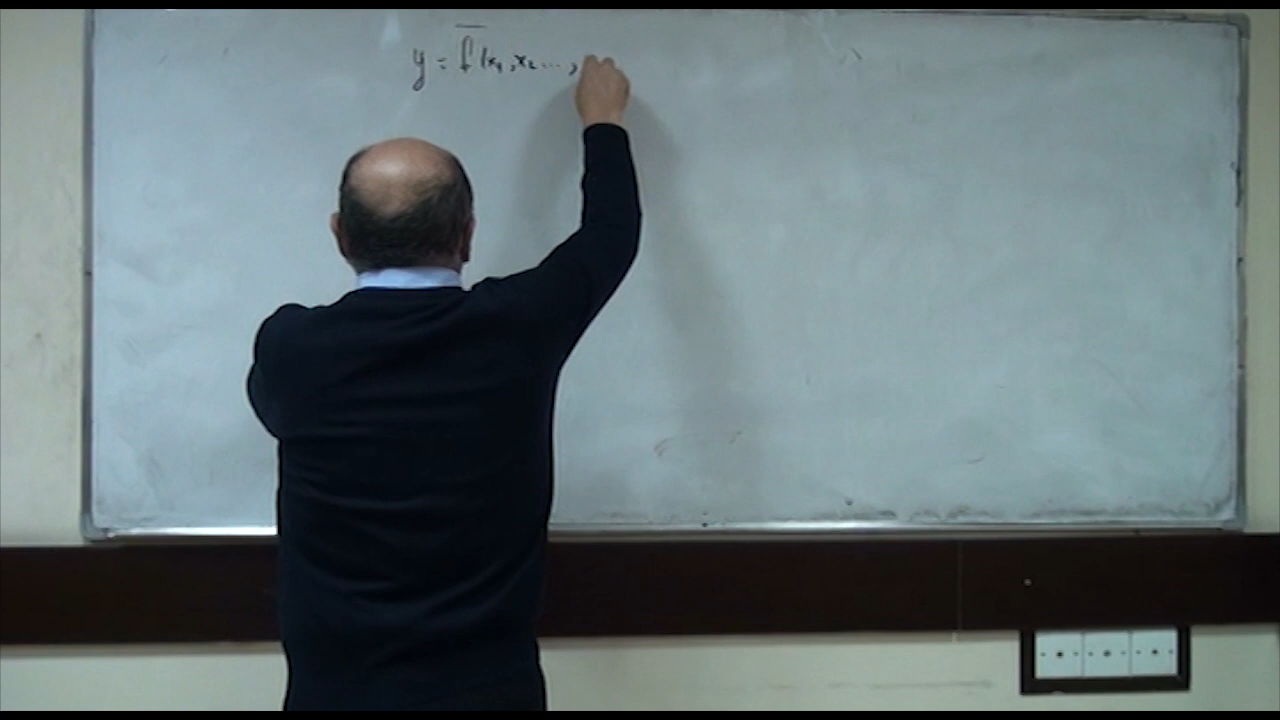 y = f̅ (x₁, x₂ ... ,